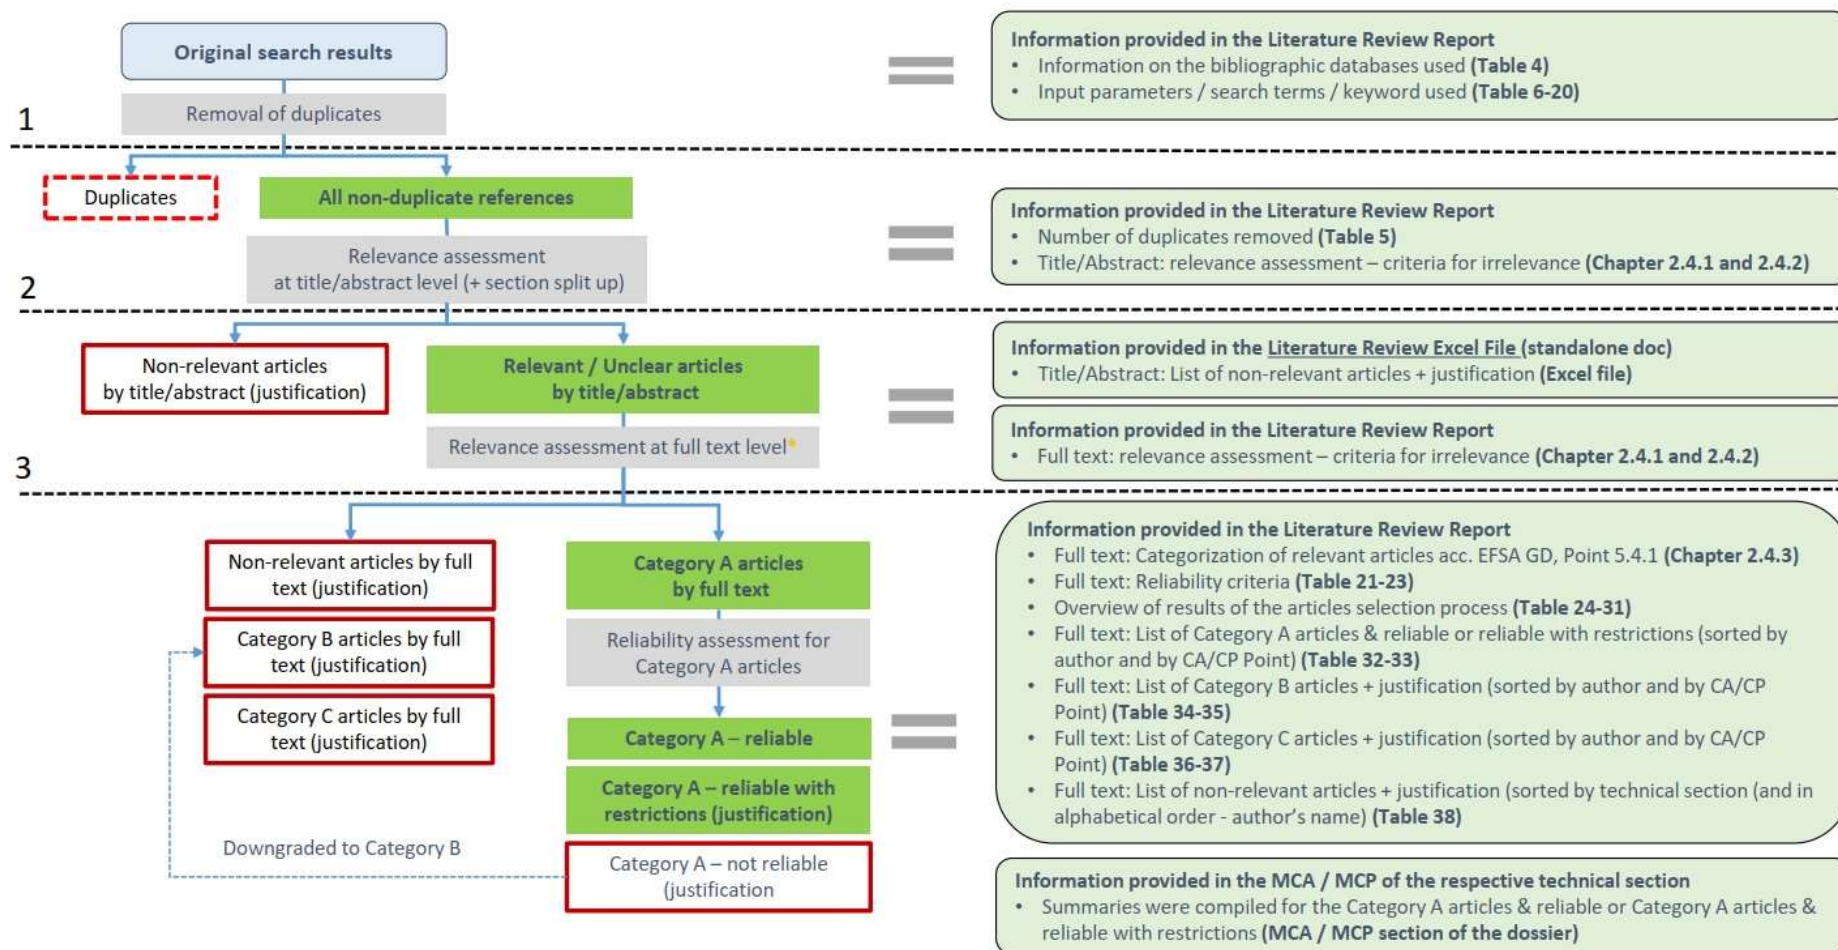 Original search results
Removal of duplicates
1
Information provided in the Literature Review Report
• Information on the bibliographic databases used (Table 4)
• Input parameters / search terms / keyword used (Table 6-20)
Duplicates
All non-duplicate references
Relevance assessment
at title/abstract level (+ section split up)
2
Information provided in the Literature Review Report
• Number of duplicates removed (Table 5)
• Title/Abstract: relevance assessment – criteria for irrelevance (Chapter 2.4.1 and 2.4.2)
Non-relevant articles
by title/abstract (justification)
Relevant / Unclear articles
by title/abstract
Relevance assessment at full text level*
3
Information provided in the Literature Review Excel File (standalone doc)
• Title/Abstract: List of non-relevant articles + justification (Excel file)
Information provided in the Literature Review Report
• Full text: relevance assessment – criteria for irrelevance (Chapter 2.4.1 and 2.4.2)
Non-relevant articles by full
text (justification)
Category B articles by full
text (justification)
Category C articles by full
text (justification)
Category A articles
by full text
Reliability assessment for
Category A articles
Category A – reliable
Category A – reliable with
restrictions (justification)
Category A – not reliable
(justification
Downgraded to Category B
Information provided in the Literature Review Report
• Full text: Categorization of relevant articles acc. EFSA GD, Point 5.4.1 (Chapter 2.4.3)
• Full text: Reliability criteria (Table 21-23)
• Overview of results of the articles selection process (Table 24-31)
• Full text: List of Category A articles & reliable or reliable with restrictions (sorted by
author and by CA/CP Point) (Table 32-33)
• Full text: List of Category B articles + justification (sorted by author and by CA/CP
Point) (Table 34-35)
• Full text: List of Category C articles + justification (sorted by author and by CA/CP
Point) (Table 36-37)
• Full text: List of non-relevant articles + justification (sorted by technical section (and in
alphabetical order - author's name) (Table 38)
Information provided in the MCA / MCP of the respective technical section
• Summaries were compiled for the Category A articles & reliable or Category A articles &
reliable with restrictions (MCA / MCP section of the dossier)